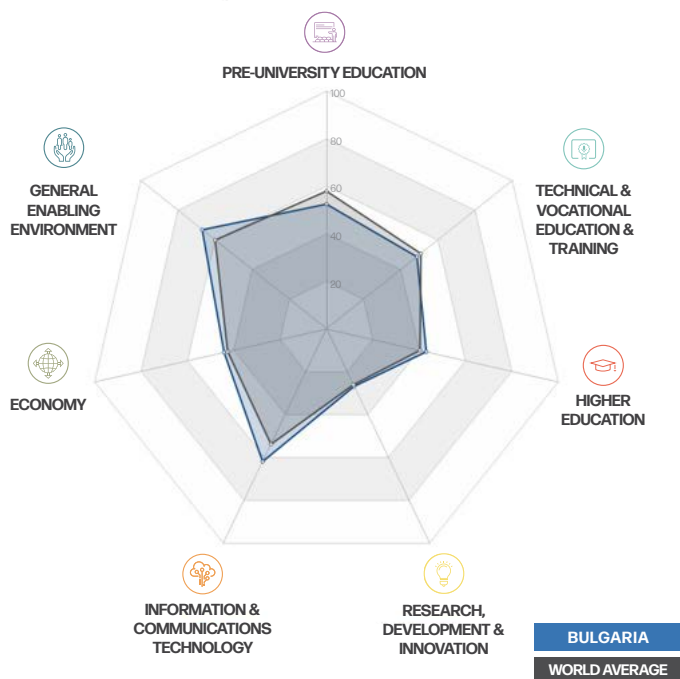 PRE-UNIVERSITY EDUCATION
100
80
60
40
20
GENERAL
ENABLING
ENVIRONMENT
TECHNICAL &
VOCATIONAL
EDUCATION &
TRAINING
ECONOMY
HIGHER
EDUCATION
INFORMATION &
COMMUNICATIONS
TECHNOLOGY
RESEARCH,
DEVELOPMENT &
INNOVATION
BULGARIA
WORLD AVERAGE